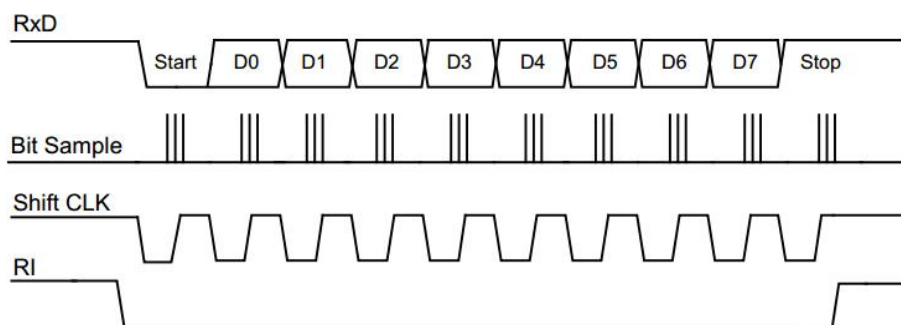 RxD
Start D0 D1 D2 D3 D4 D5 D6 D7 Stop
Bit Sample
Shift CLK
RI